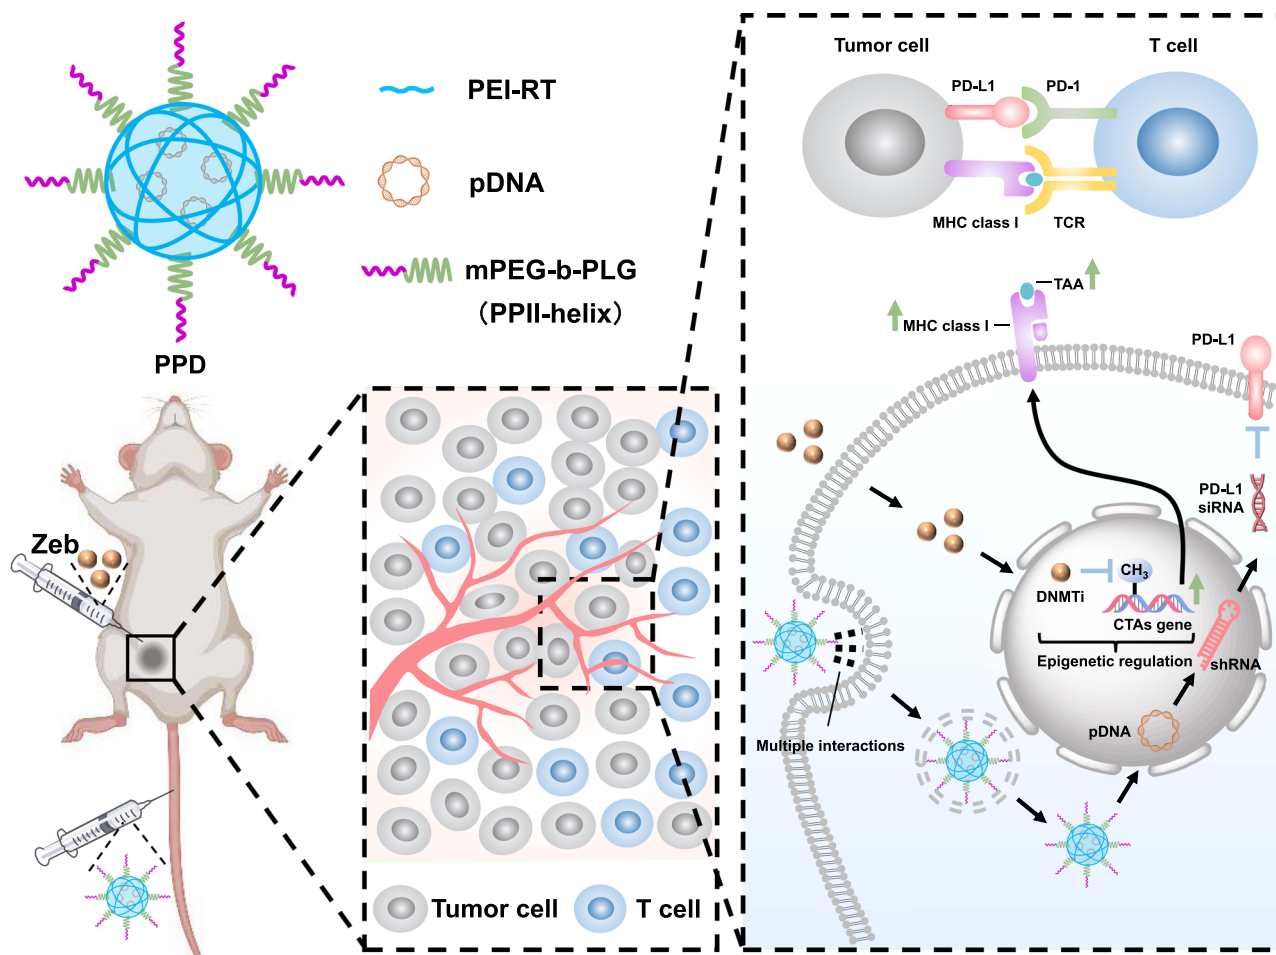 PEI-RT
pDNA
mPEG-b-PLG
(PPII-helix)
PPD
Zeb
Tumor cell
T cell
Tumor cell
T cell
PD-L1
PD-1
MHC class I
TCR
TAA
MHC class I
PD-L1
PD-L1
siRNA
DNMTi
CH3
CTAs gene
Epigenetic regulation
shRNA
pDNA
Multiple interactions